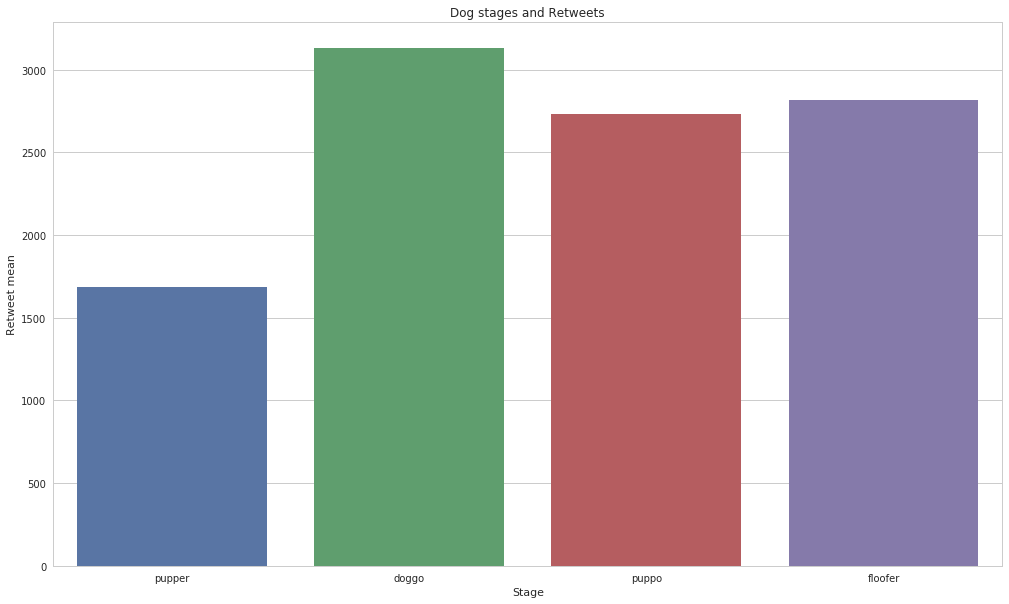 Dog stages and Retweets
Retweet mean
3000
2500
2000
1500
1000
500
0
pupper doggo puppo floofer
Stage